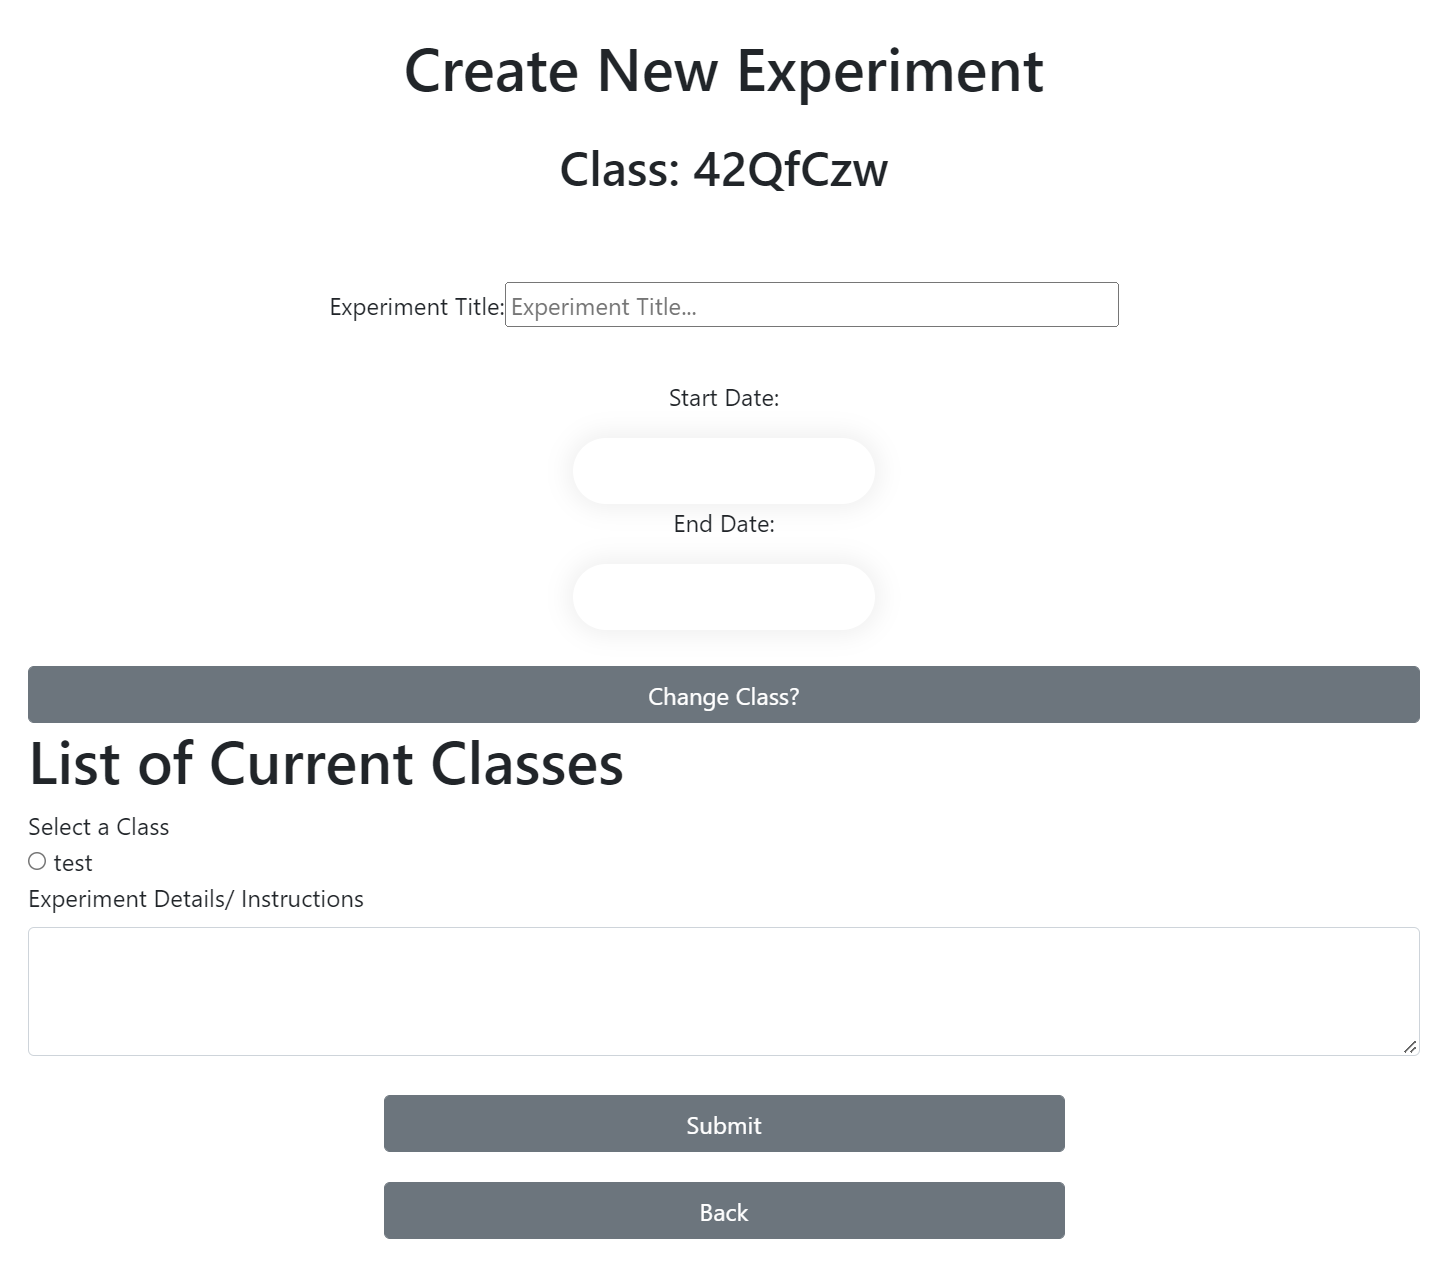 Create New Experiment
Class: 42QfCzw
Experiment Title: Experiment Title...
Start Date:
End Date:
Change Class?
List of Current Classes
Select a Class
test
Experiment Details/ Instructions
Submit
Back